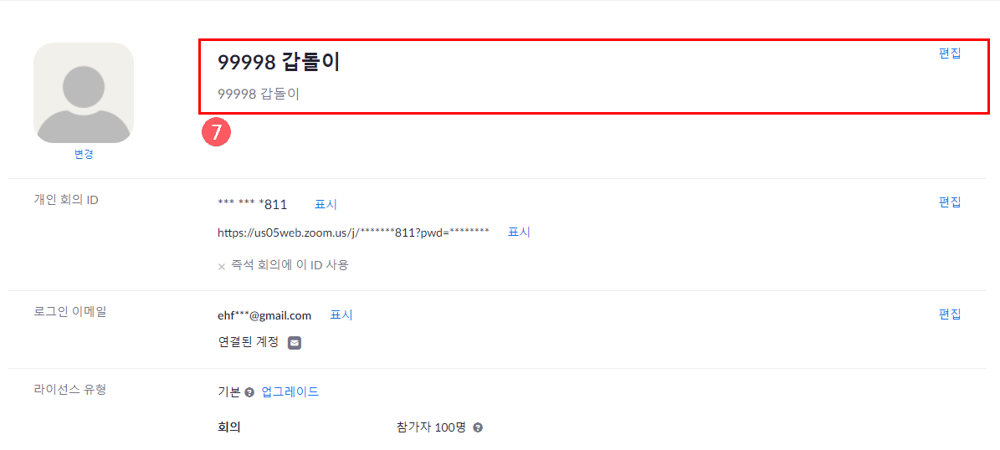 99998 갑돌이
편집
99998 갑돌이
7
변경
개인 회의 ID
*** *** *811 표시
편집
https://us05web.zoom.us/j/*******811?pwd=******** 표시
× 즉석 회의에 이 ID 사용
로그인 이메일
ehf***@gmail.com 표시
편집
연결된 계정
라이선스 유형
기본 ? 업그레이드
회의 참가자 100명 ?